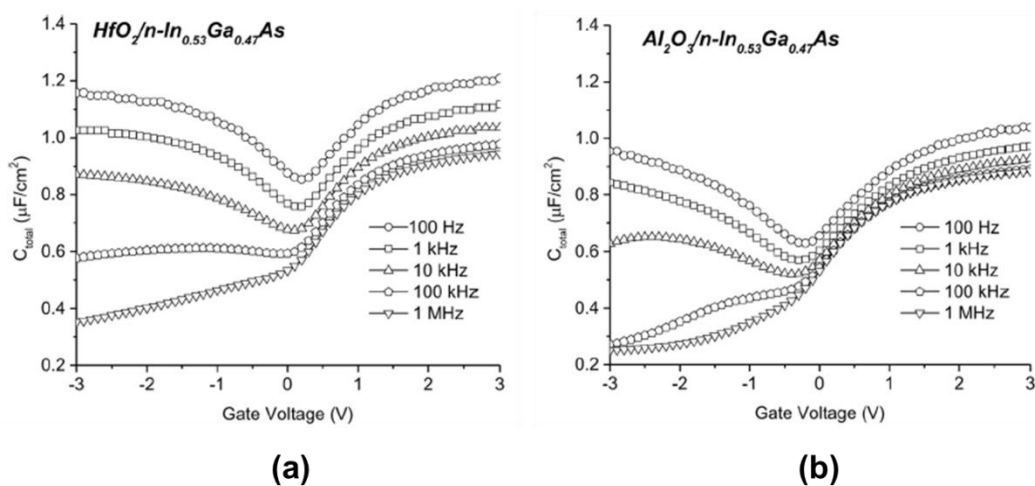 HfO₂/n-In₀.₅₃Ga₀.₄₇As
1.4
1.2
1.0
0.8
0.6
0.4
0.2
C_total (µF/cm²)
100 Hz
1 kHz
10 kHz
100 kHz
1 MHz
-3 -2 -1 0 1 2 3
Gate Voltage (V)
(a)
Al₂O₃/n-In₀.₅₃Ga₀.₄₇As
1.4
1.2
1.0
0.8
0.6
0.4
0.2
C_total (µF/cm²)
100 Hz
1 kHz
10 kHz
100 kHz
1 MHz
-3 -2 -1 0 1 2 3
Gate Voltage (V)
(b)